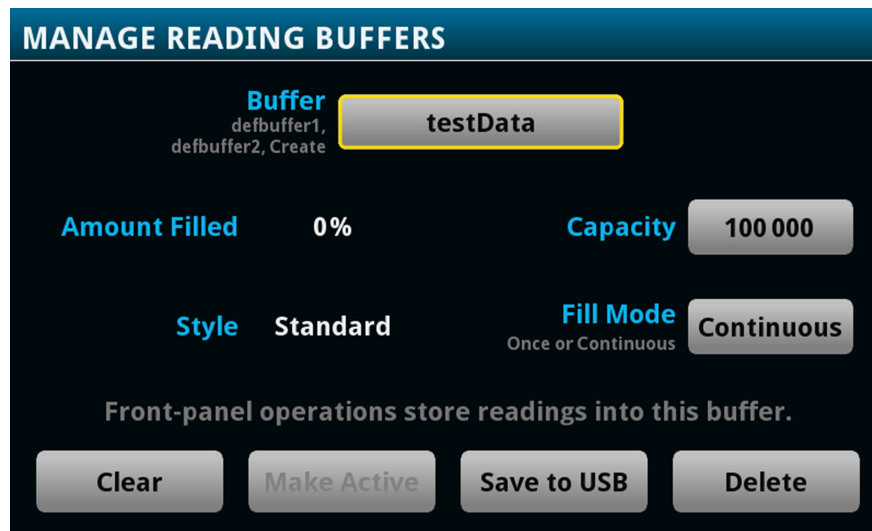 MANAGE READING BUFFERS
Buffer
defbuffer1,
defbuffer2, Create
testData
Amount Filled 0%
Capacity 100 000
Style Standard
Fill Mode
Once or Continuous
Continuous
Front-panel operations store readings into this buffer.
Clear Make Active Save to USB Delete